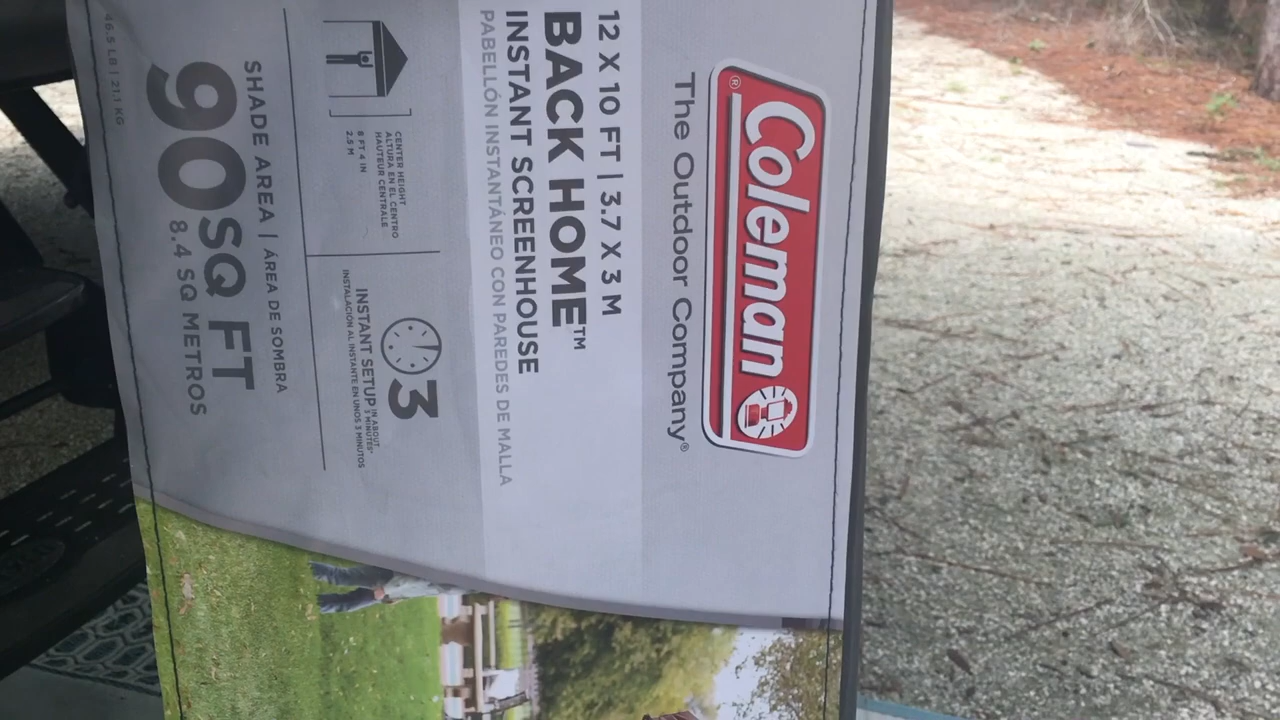 Coleman®
The Outdoor Company®
12 X 10 FT | 3.7 X 3 M
BACK HOME™
INSTANT SCREENHOUSE
PABELLÓN INSTANTÁNEO CON PAREDES DE MALLA
CENTER HEIGHT
ALTURA EN EL CENTRO
HAUTEUR CENTRALE
8 FT 4 IN
2.5 M
3
INSTANT SETUP IN ABOUT 3 MINUTES*
INSTALACIÓN AL INSTANTE EN UNOS 3 MINUTOS
SHADE AREA | ÁREA DE SOMBRA
90 SQ FT
8.4 SQ METROS
46.5 LB | 21.1 KG